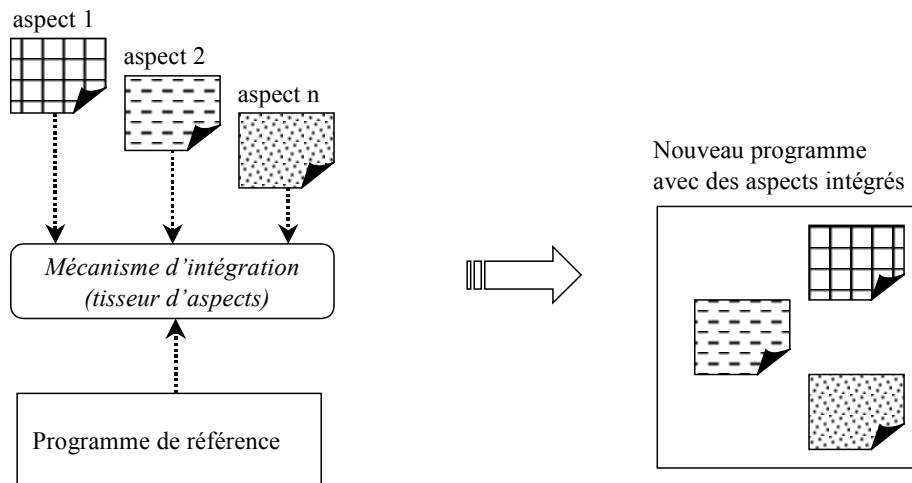 aspect 1
aspect 2
aspect n
Mécanisme d’intégration
(tisseur d’aspects)
Programme de référence
Nouveau programme
avec des aspects intégrés